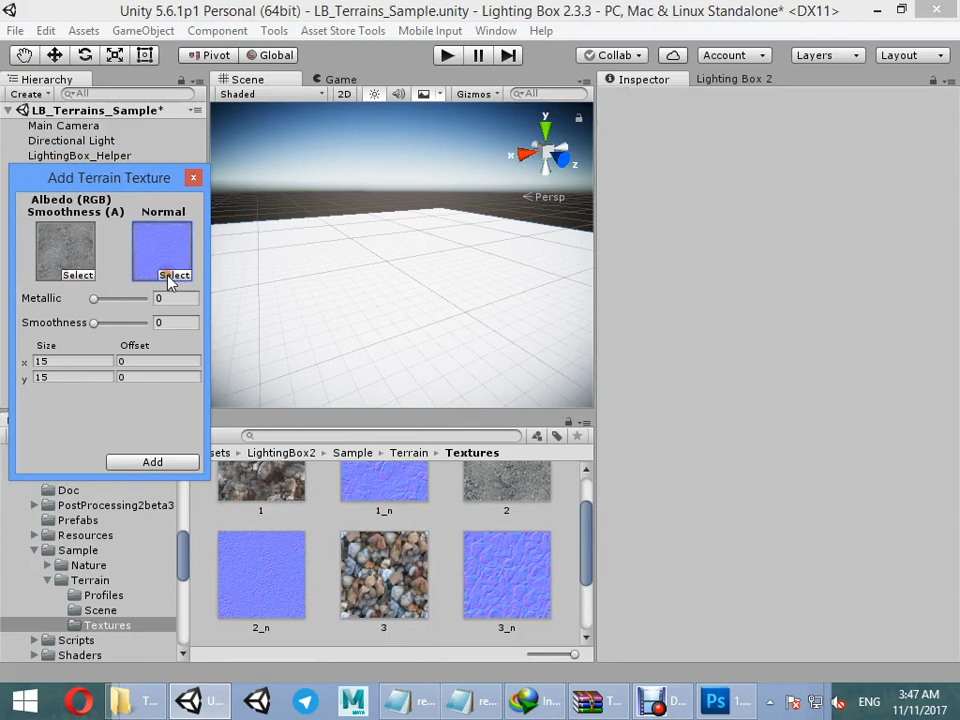 Unity 5.6.1p1 Personal (64bit) - LB_Terrains_Sample.unity - Lighting Box 2.3.3 - PC, Mac & Linux Standalone* <DX11>
File Edit Assets GameObject Component Tools Asset Store Tools Mobile Input Window Help
Pivot Global Collab Account Layers Layout
Hierarchy Scene Game Inspector Lighting Box 2
Create All Shaded 2D Gizmos All
LB_Terrains_Sample*
Main Camera
Directional Light
LightingBox_Helper
y
x
z
Persp
Add Terrain Texture
x
Albedo (RGB)
Smoothness (A) Normal
Select Select
Metallic 0
Smoothness 0
Size Offset
x 15 0
y 15 0
Add
sets LightingBox2 Sample Terrain Textures
1 1_n 2
2_n 3 3_n
Doc
PostProcessing2beta3
Prefabs
Resources
Sample
Nature
Terrain
Profiles
Scene
Textures
Scripts
Shaders
T... U... re... re... In... T... D... Ps 1... ENG
3:47 AM
11/11/2017